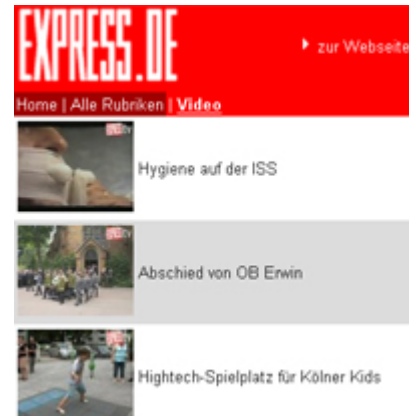 EXPRESS.DE
zur Webseite
Home | Alle Rubriken | Video
Hygiene auf der ISS
Abschied von OB Erwin
Hightech-Spielplatz für Kölner Kids